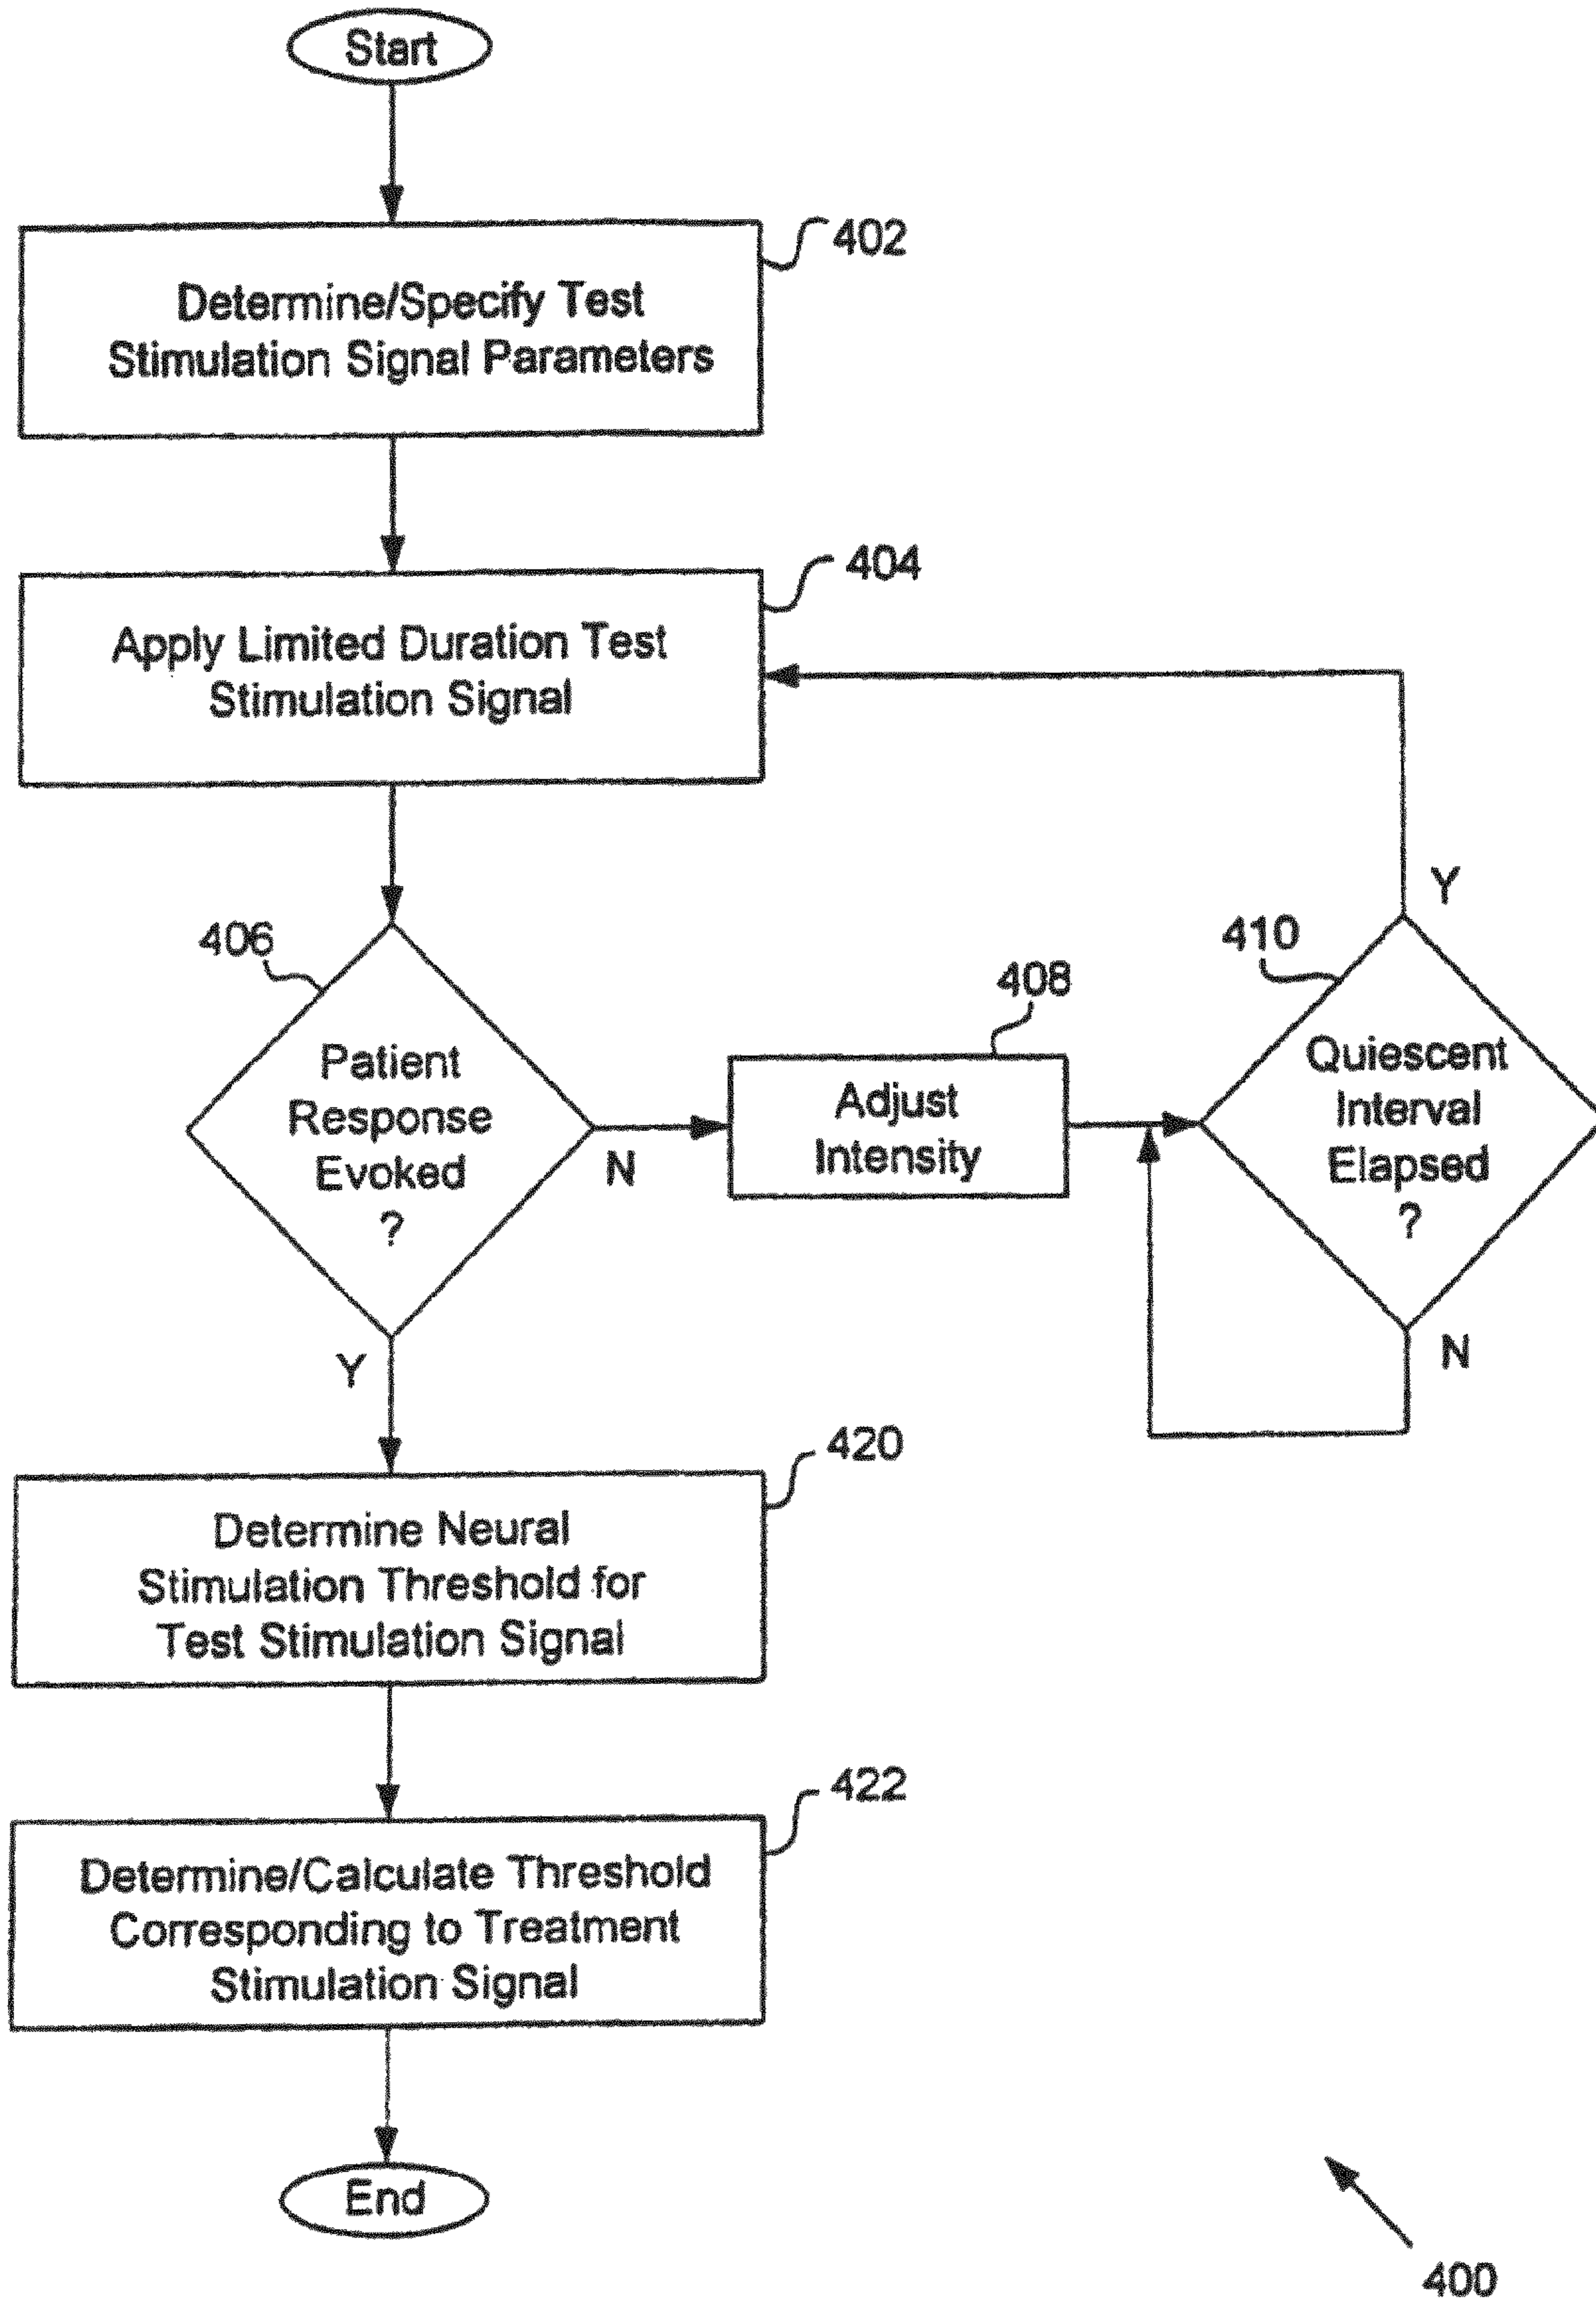 Start
402
Determine/Specify Test
Stimulation Signal Parameters
404
Apply Limited Duration Test
Stimulation Signal
406
Patient
Response
Evoked
?
N
Y
408
Adjust
Intensity
410
Quiescent
Interval
Elapsed
?
Y
N
420
Determine Neural
Stimulation Threshold for
Test Stimulation Signal
422
Determine/Calculate Threshold
Corresponding to Treatment
Stimulation Signal
End
400